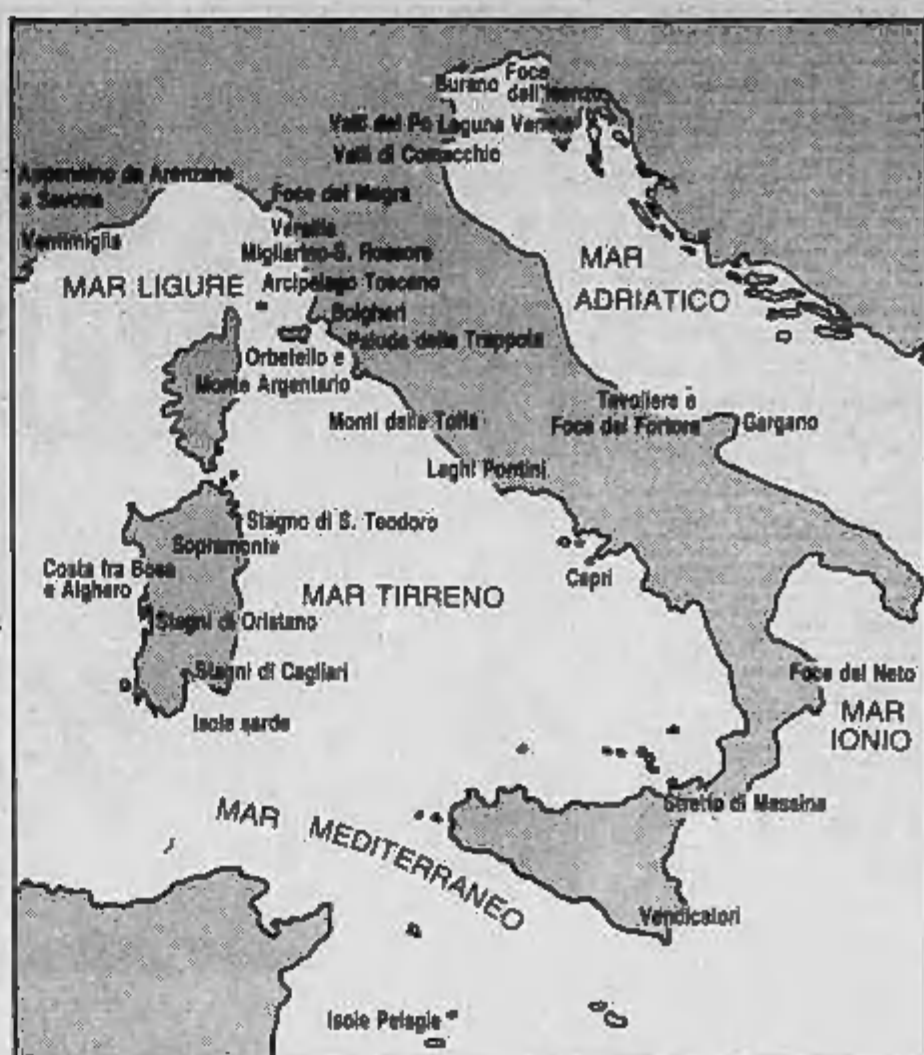 Burano
Foce
dell'Isonzo
Valli del Po Laguna Veneta
Valli di Comacchio
Appennino da Arenzano
a Savona
Ventimiglia
Foce del Magra
Versilia
Migliarino-S. Rossore
MAR LIGURE
Arcipelago Toscano
Bolgheri
Palude della Trappola
MAR
ADRIATICO
Orbetello e
Monte Argentario
Monti della Tolfa
Tavoliere e
Foce del Fortore
Gargano
Laghi Pontini
Stagno di S. Teodoro
Sopramonte
Costa fra Bosa
e Alghero
MAR TIRRENO
Capri
Stagni di Oristano
Stagni di Cagliari
Isole sarde
Foce del Neto
MAR
IONIO
Stretto di Messina
MAR MEDITERRANEO
Vendicatori
Isole Pelagie